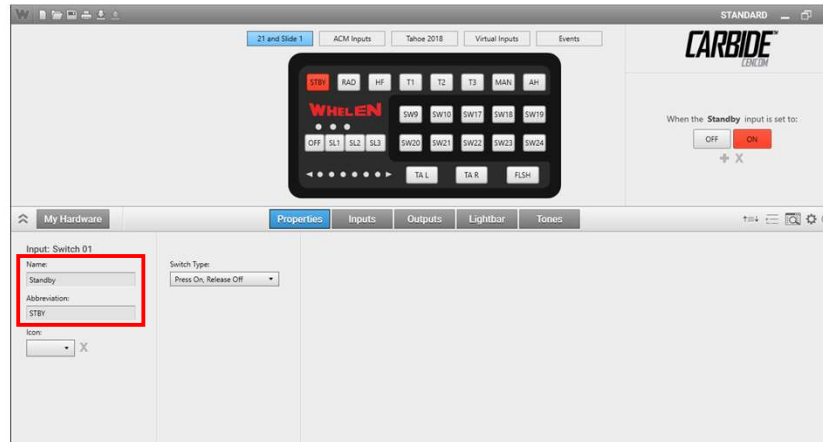 W STANDARD
21 and Slide 1 ACM Inputs Tahoe 2018 Virtual Inputs Events
CARBIDE
CENCOM
STBY RAD HF T1 T2 T3 MAN AH
WHELEN
SW9 SW10 SW17 SW18 SW19
OFF SL1 SL2 SL3 SW20 SW21 SW22 SW23 SW24
TA L TA R FLSH
When the Standby input is set to:
OFF ON
X
My Hardware Properties Inputs Outputs Lightbar Tones
Input: Switch 01
Name:
Standby
Abbreviation:
STBY
Icon:
X
Switch Type:
Press On, Release Off